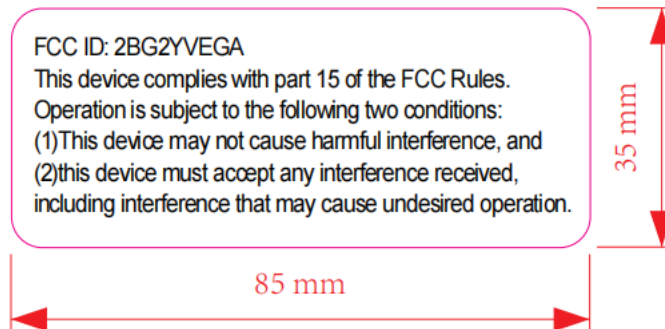 FCC ID: 2BG2YVEGA
This device complies with part 15 of the FCC Rules.
Operation is subject to the following two conditions:
(1)This device may not cause harmful interference, and
(2)this device must accept any interference received,
including interference that may cause undesired operation.
35 mm
85 mm